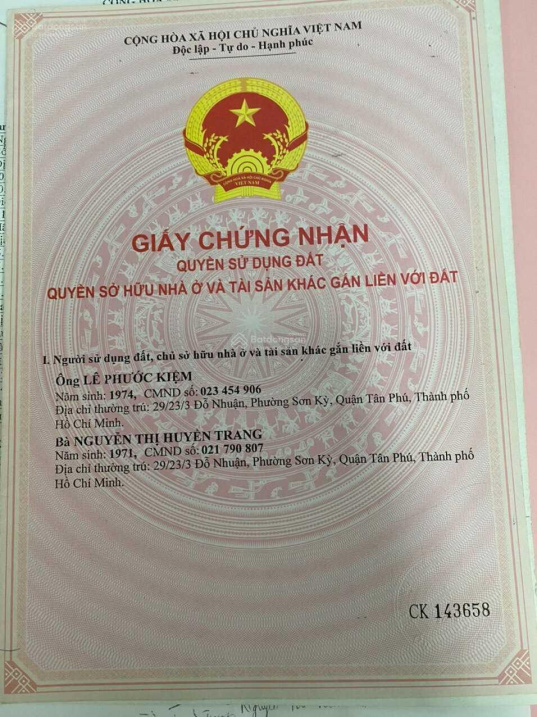 CỘNG HÒA XÃ HỘI CHỦ NGHĨA VIỆT NAM
Độc lập - Tự do - Hạnh phúc
VIỆT NAM
GIẤY CHỨNG NHẬN
QUYỀN SỬ DỤNG ĐẤT
QUYỀN SỞ HỮU NHÀ Ở VÀ TÀI SẢN KHÁC GẮN LIỀN VỚI ĐẤT
Batdongsan
I. Người sử dụng đất, chủ sở hữu nhà ở và tài sản khác gắn liền với đất
Ông LÊ PHƯỚC KIỆM
Năm sinh: 1974, CMND số: 023 454 906
Địa chỉ thường trú: 29/23/3 Đỗ Nhuận, Phường Sơn Kỳ, Quận Tân Phú, Thành phố
Hồ Chí Minh.
Bà NGUYỄN THỊ HUYỀN TRANG
Năm sinh: 1971, CMND số: 021 790 807
Địa chỉ thường trú: 29/23/3 Đỗ Nhuận, Phường Sơn Kỳ, Quận Tân Phú, Thành phố
Hồ Chí Minh.
CK 143658